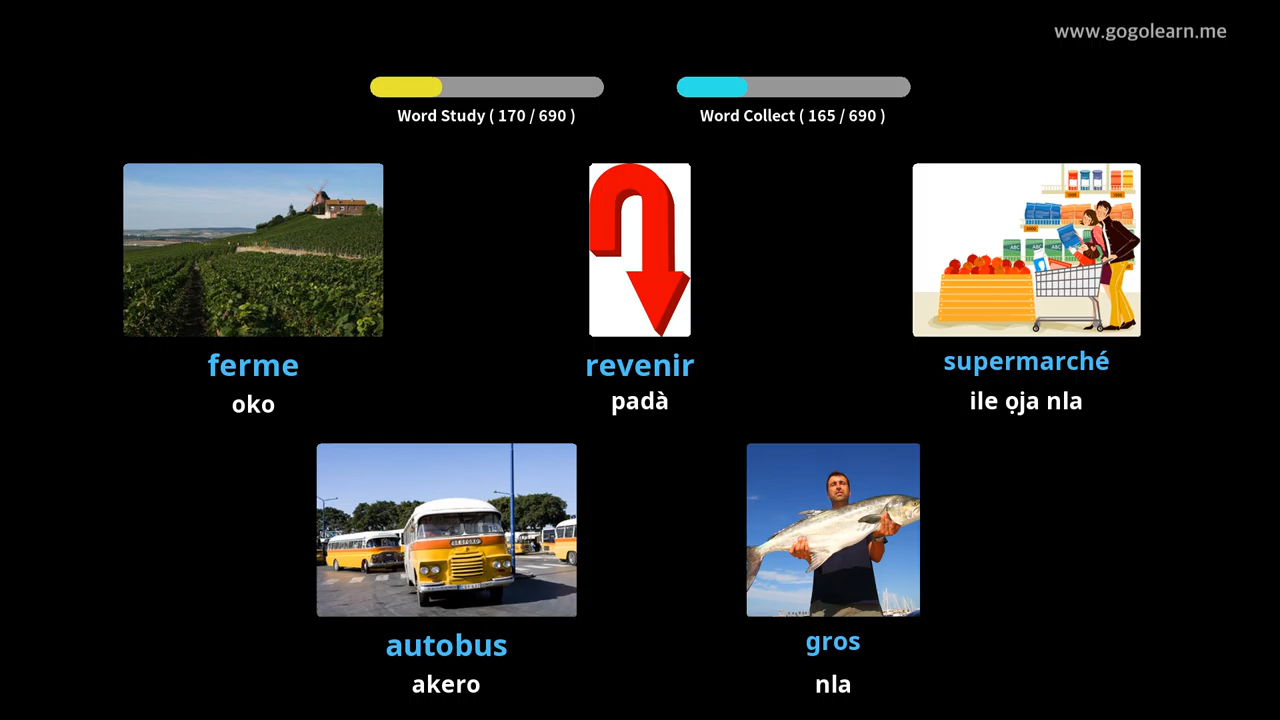 www.gogolearn.me
Word Study ( 170 / 690 )
Word Collect ( 165 / 690 )
ferme
oko
revenir
padà
supermarché
ile ọja nla
autobus
akero
gros
nla